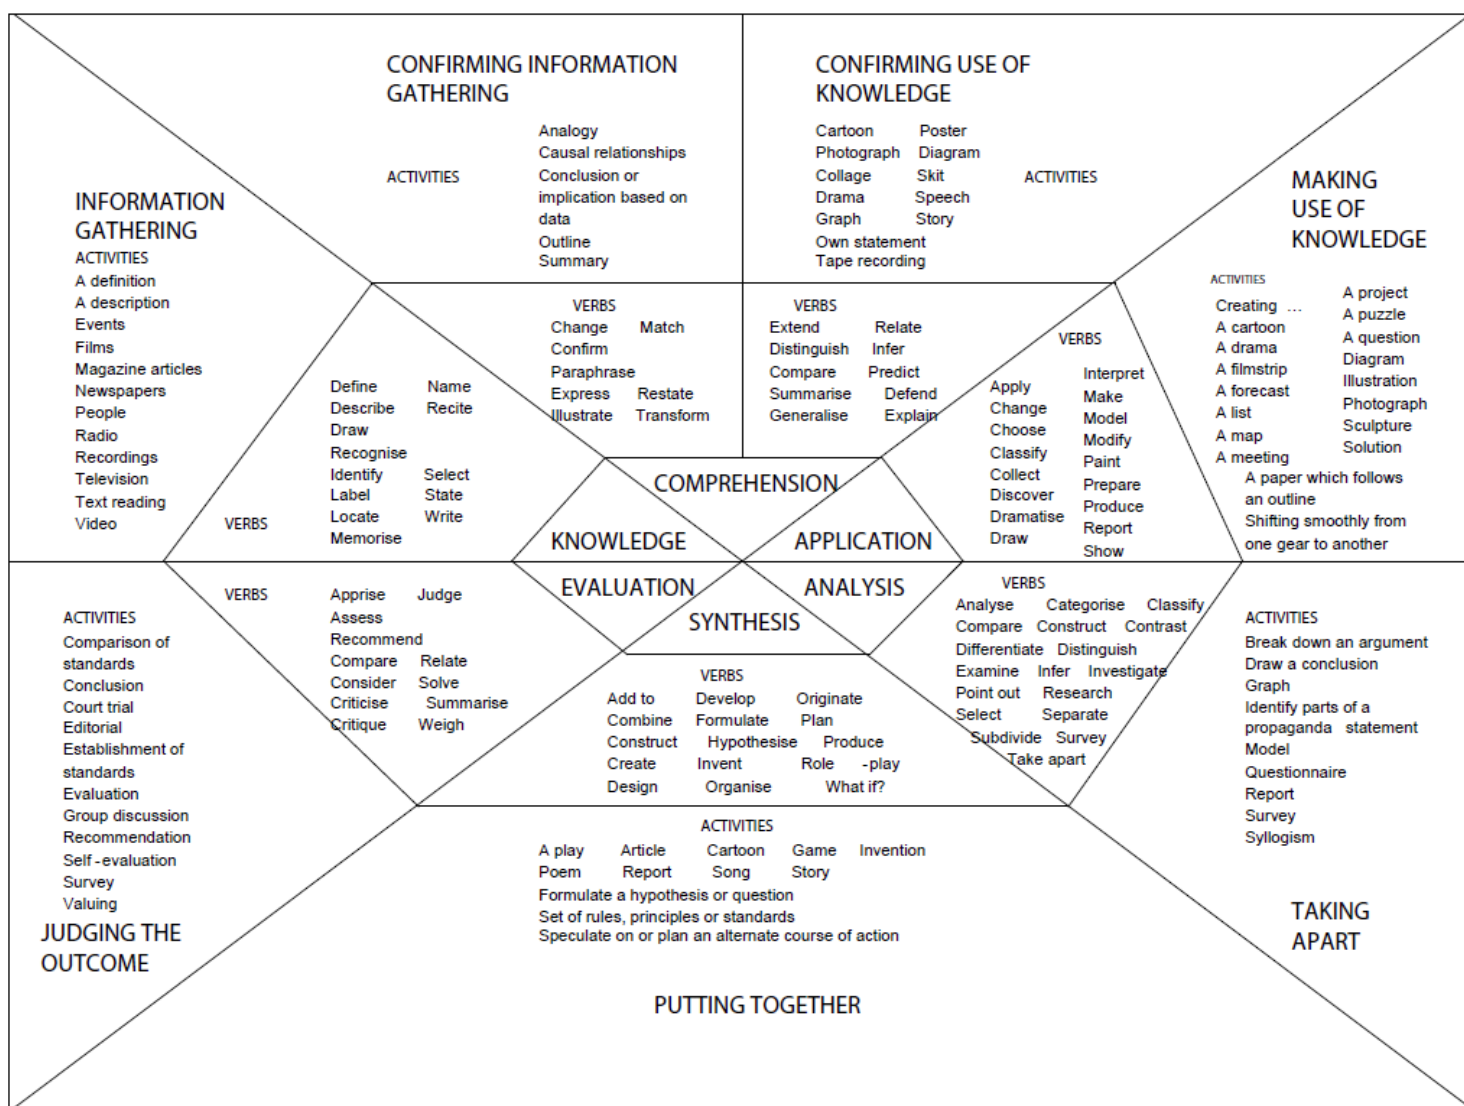 CONFIRMING INFORMATION
GATHERING
ACTIVITIES
Analogy
Causal relationships
Conclusion or
implication based on
data
Outline
Summary
CONFIRMING USE OF
KNOWLEDGE
Cartoon Poster
Photograph Diagram
Collage Skit
Drama Speech
Graph Story
Own statement
Tape recording
ACTIVITIES
INFORMATION
GATHERING
ACTIVITIES
A definition
A description
Events
Films
Magazine articles
Newspapers
People
Radio
Recordings
Television
Text reading
Video
VERBS
Define Name
Describe Recite
Draw
Recognise
Identify Select
Label State
Locate Write
Memorise
VERBS
Change Match
Confirm
Paraphrase
Express Restate
Illustrate Transform
VERBS
Extend Relate
Distinguish Infer
Compare Predict
Summarise Defend
Generalise Explain
VERBS
Apply
Change
Choose
Classify
Collect
Discover
Dramatise
Draw
Interpret
Make
Model
Modify
Paint
Prepare
Produce
Report
Show
MAKING
USE OF
KNOWLEDGE
ACTIVITIES
Creating ...
A cartoon
A drama
A filmstrip
A forecast
A list
A map
A meeting
A project
A puzzle
A question
Diagram
Illustration
Photograph
Sculpture
Solution
A paper which follows
an outline
Shifting smoothly from
one gear to another
COMPREHENSION
KNOWLEDGE
APPLICATION
EVALUATION
ANALYSIS
SYNTHESIS
ACTIVITIES
Comparison of
standards
Conclusion
Court trial
Editorial
Establishment of
standards
Evaluation
Group discussion
Recommendation
Self-evaluation
Survey
Valuing
JUDGING THE
OUTCOME
VERBS
Apprise Judge
Assess
Recommend
Compare Relate
Consider Solve
Criticise Summarise
Critique Weigh
VERBS
Add to Develop Originate
Combine Formulate Plan
Construct Hypothesise Produce
Create Invent Role -play
Design Organise What if?
ACTIVITIES
A play Article Cartoon Game Invention
Poem Report Song Story
Formulate a hypothesis or question
Set of rules, principles or standards
Speculate on or plan an alternate course of action
PUTTING TOGETHER
VERBS
Analyse Categorise Classify
Compare Construct Contrast
Differentiate Distinguish
Examine Infer Investigate
Point out Research
Select Separate
Subdivide Survey
Take apart
ACTIVITIES
Break down an argument
Draw a conclusion
Graph
Identify parts of a
propaganda statement
Model
Questionnaire
Report
Survey
Syllogism
TAKING
APART